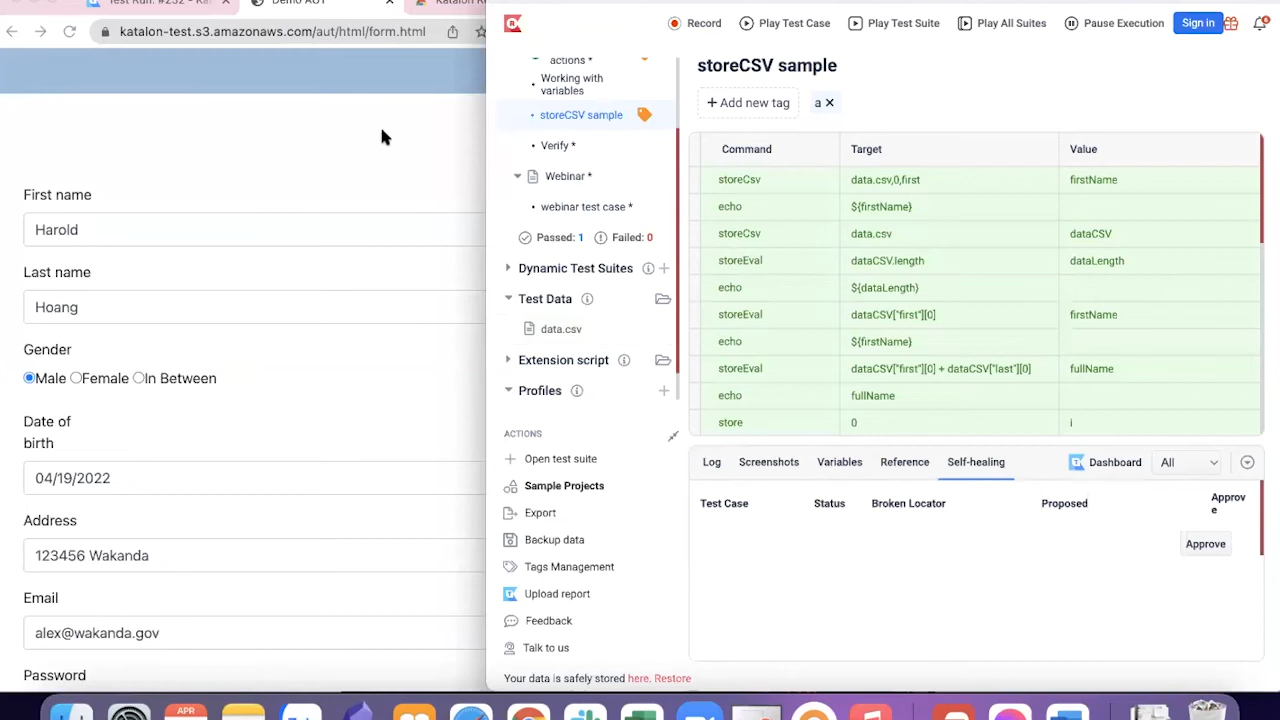 Test Run: #232 - Kat
Demo AUT
Katalon Re
katalon-test.s3.amazonaws.com/aut/html/form.html
First name
Harold
Last name
Hoang
Gender
Male Female In Between
Date of
birth
04/19/2022
Address
123456 Wakanda
Email
alex@wakanda.gov
Password
Record
Play Test Case
Play Test Suite
Play All Suites
Pause Execution
Sign in
actions *
Working with
variables
storeCSV sample
Verify *
Webinar *
webinar test case *
Passed: 1 Failed: 0
Dynamic Test Suites
Test Data
data.csv
Extension script
Profiles
ACTIONS
Open test suite
Sample Projects
Export
Backup data
Tags Management
Upload report
Feedback
Talk to us
Your data is safely stored here. Restore
storeCSV sample
+ Add new tag
a ×
Command Target Value
storeCsv data.csv,0,first firstName
echo ${firstName}
storeCsv data.csv dataCSV
storeEval dataCSV.length dataLength
echo ${dataLength}
storeEval dataCSV["first"][0] firstName
echo ${firstName}
storeEval dataCSV["first"][0] + dataCSV["last"][0] fullName
echo fullName
store 0 i
Log Screenshots Variables Reference Self-healing Dashboard All
Test Case Status Broken Locator Proposed Approv
e
Approve
APR